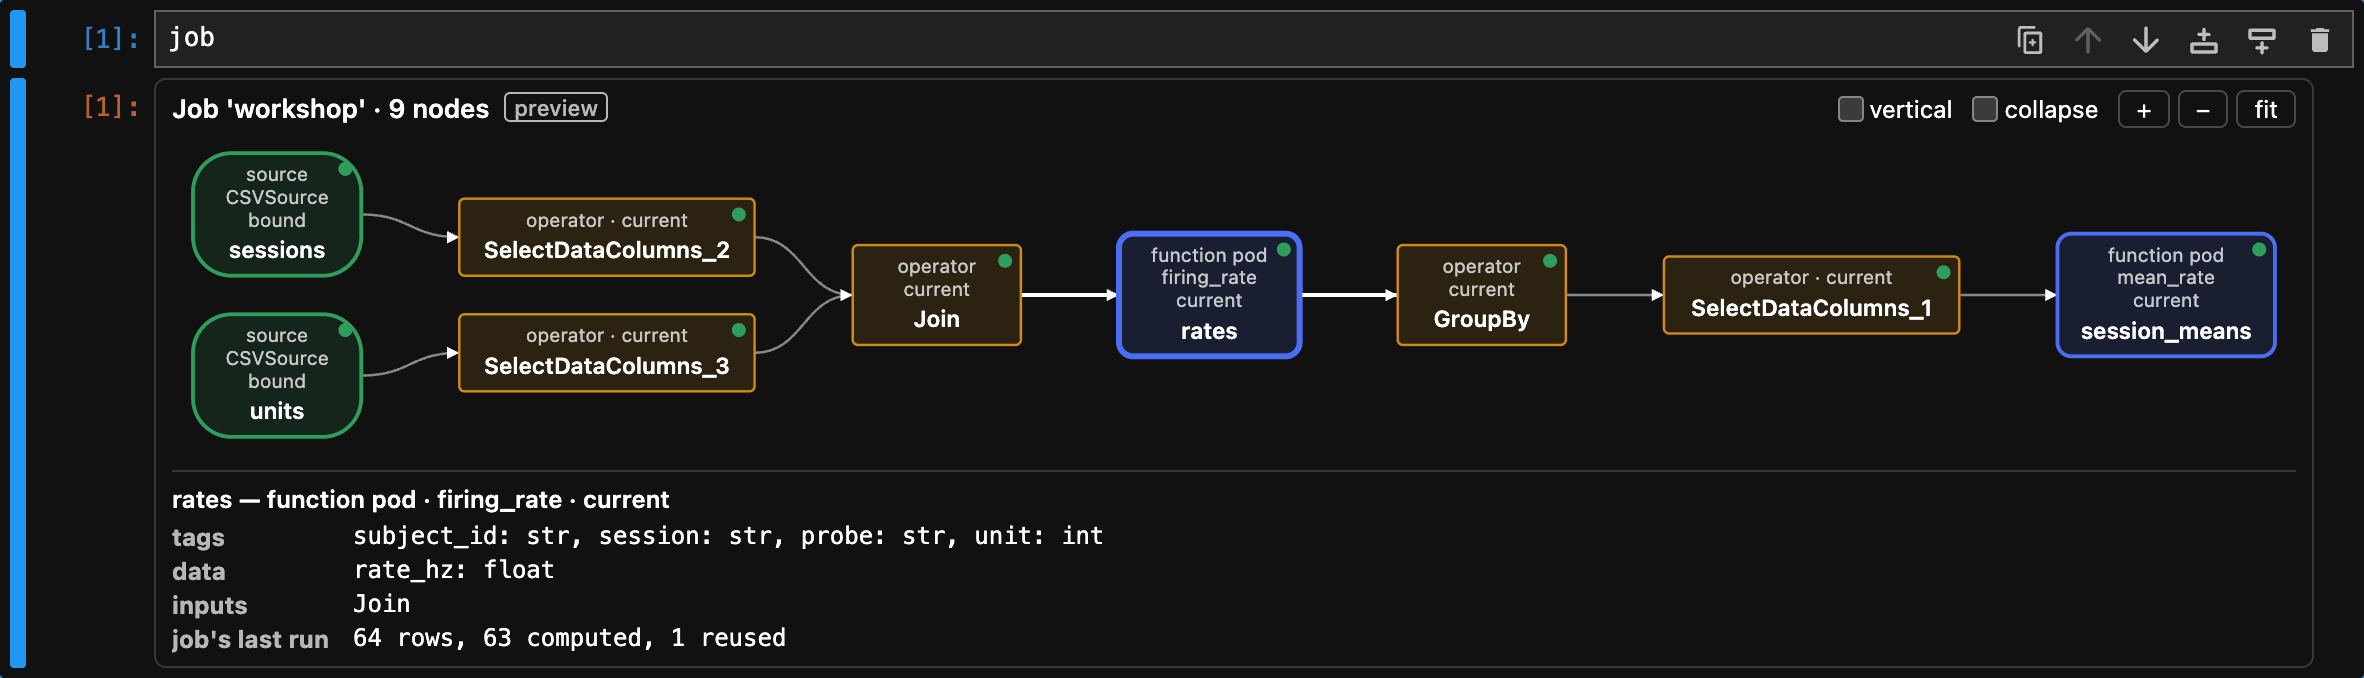 [1]:
job
[1]:
Job 'workshop' · 9 nodes
preview
vertical
collapse
+
−
fit
source
CSVSource
bound
sessions
source
CSVSource
bound
units
operator · current
SelectDataColumns_2
operator · current
SelectDataColumns_3
operator
current
Join
function pod
firing_rate
current
rates
operator
current
GroupBy
operator · current
SelectDataColumns_1
function pod
mean_rate
current
session_means
rates — function pod · firing_rate · current
tags subject_id: str, session: str, probe: str, unit: int
data rate_hz: float
inputs Join
job's last run 64 rows, 63 computed, 1 reused